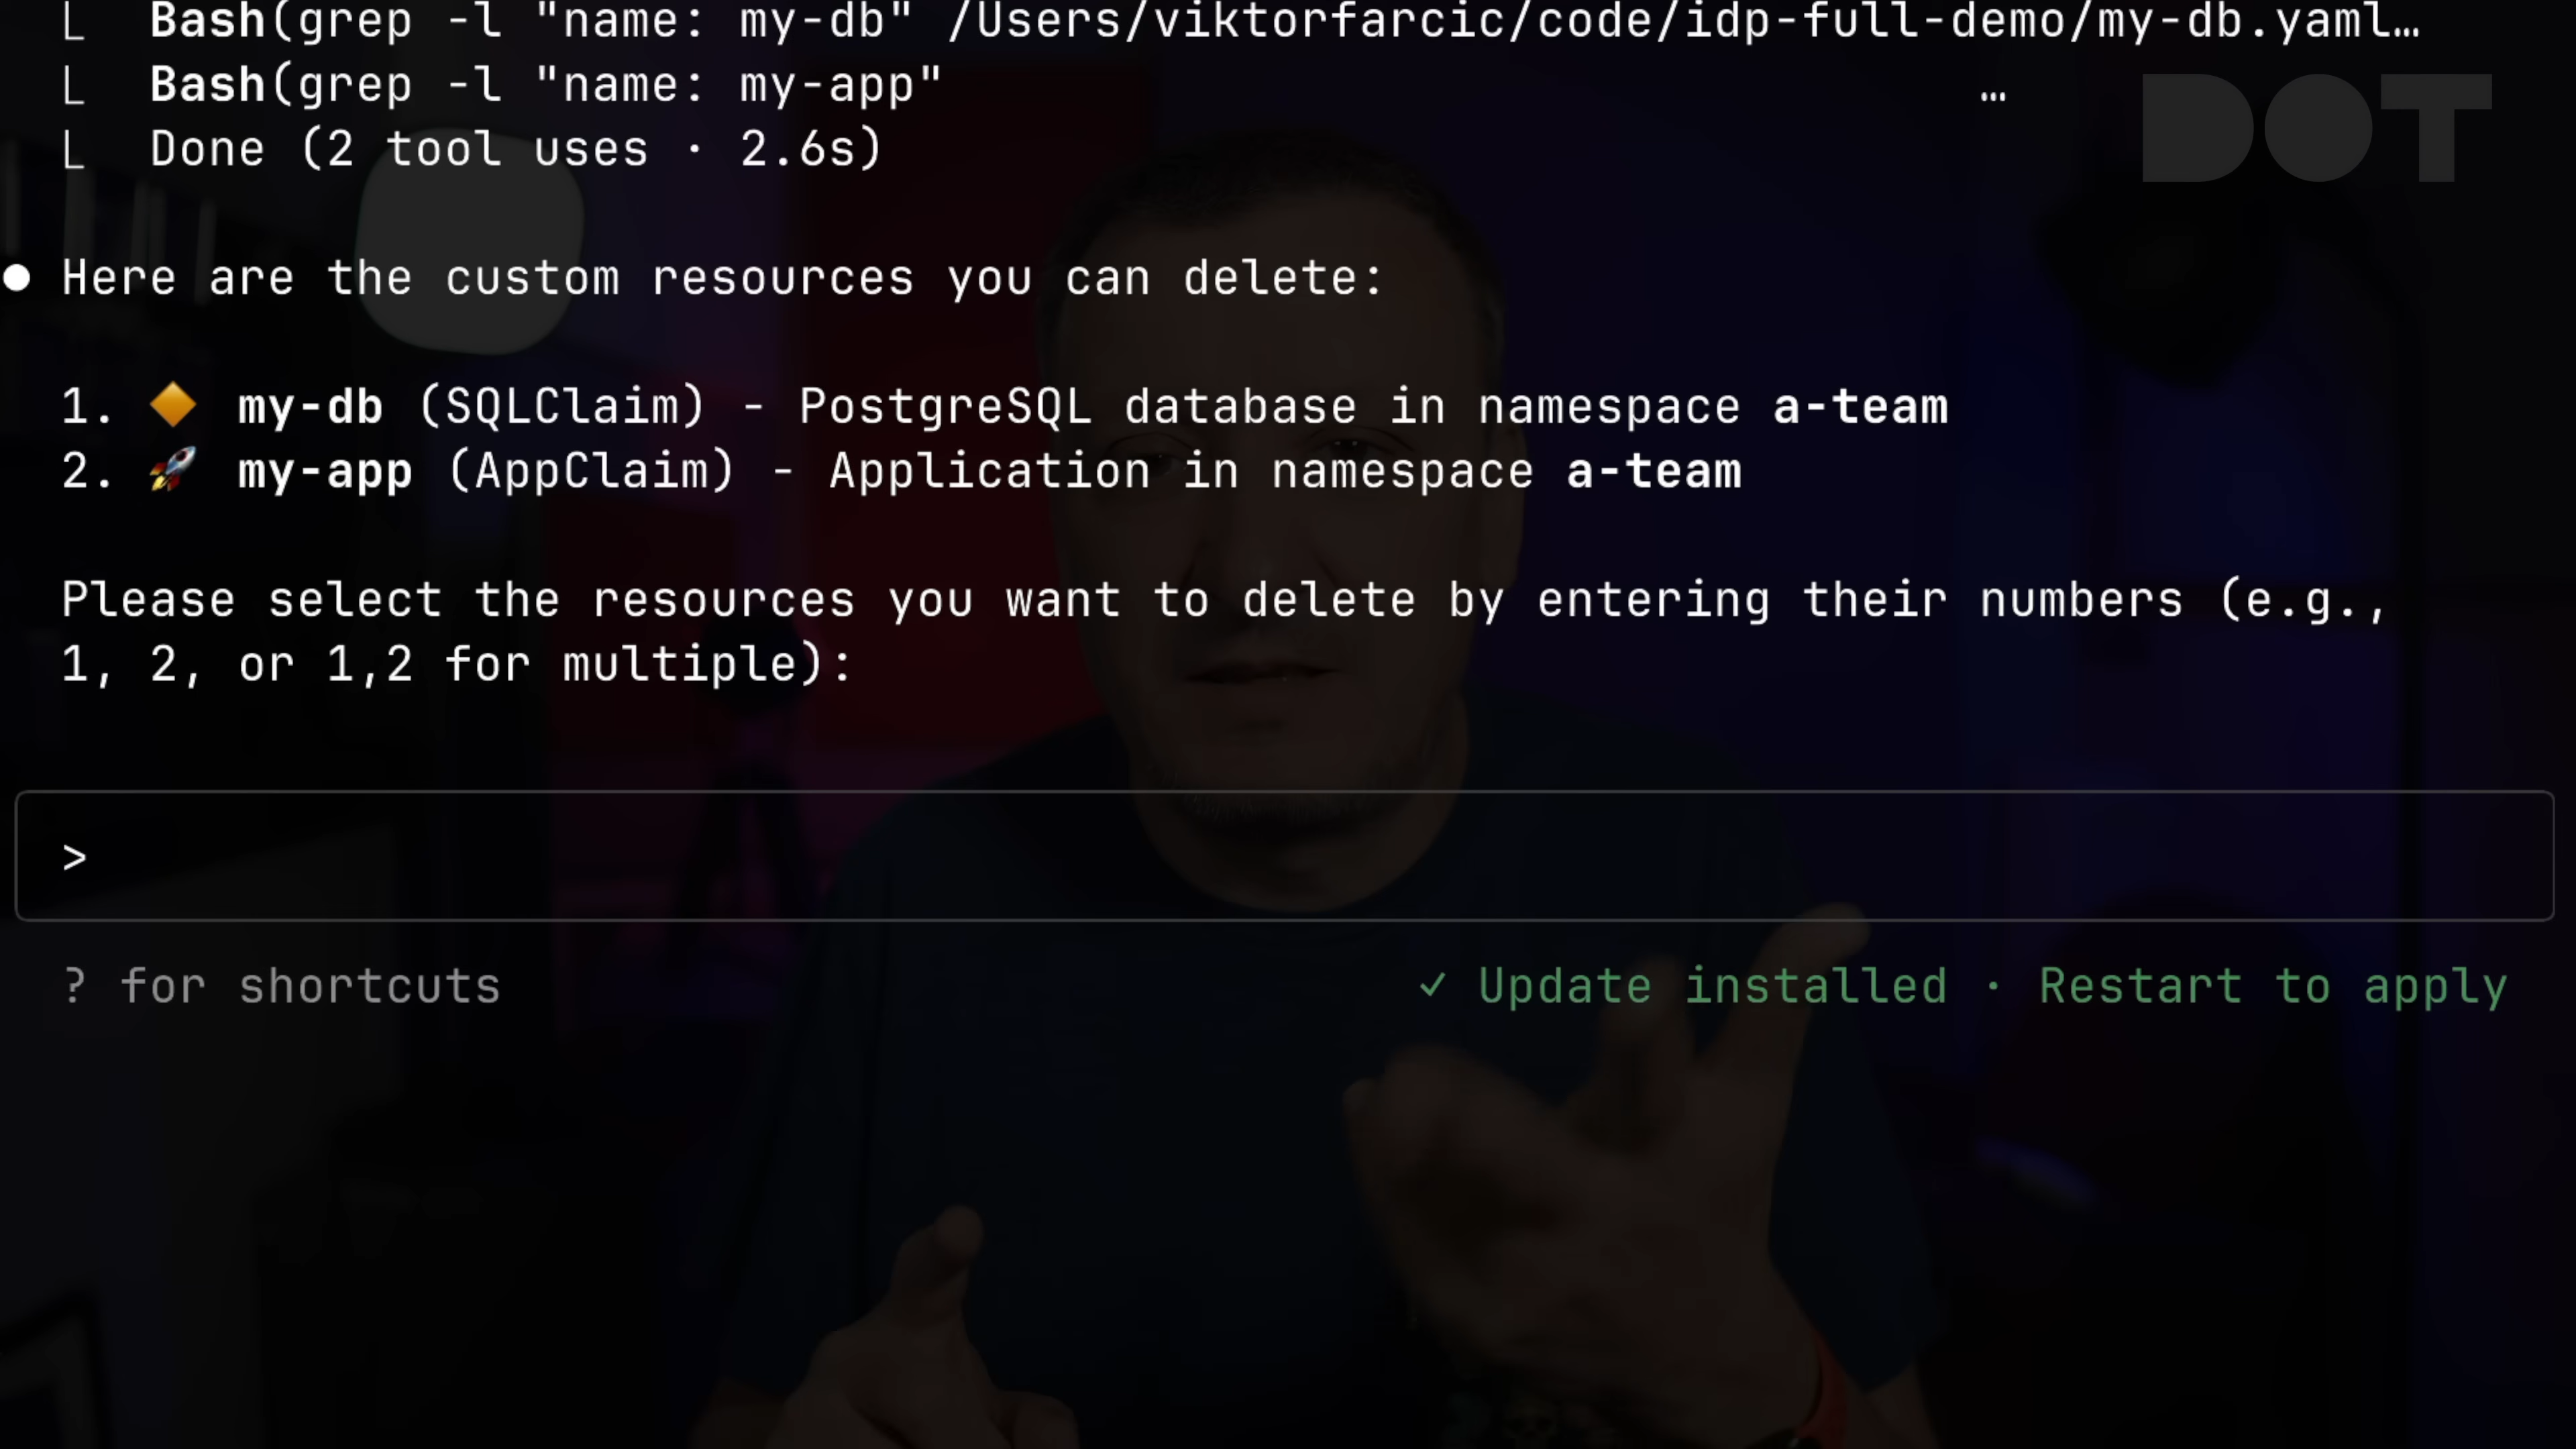 └ Bash(grep -l "name: my-db" /Users/viktorfarcic/code/idp-full-demo/my-db.yaml…
└ Bash(grep -l "name: my-app" …
└ Done (2 tool uses · 2.6s)
DOT
● Here are the custom resources you can delete:
1. 🔶 my-db (SQLClaim) - PostgreSQL database in namespace a-team
2. 🚀 my-app (AppClaim) - Application in namespace a-team
Please select the resources you want to delete by entering their numbers (e.g.,
1, 2, or 1,2 for multiple):
>
? for shortcuts ✓ Update installed · Restart to apply